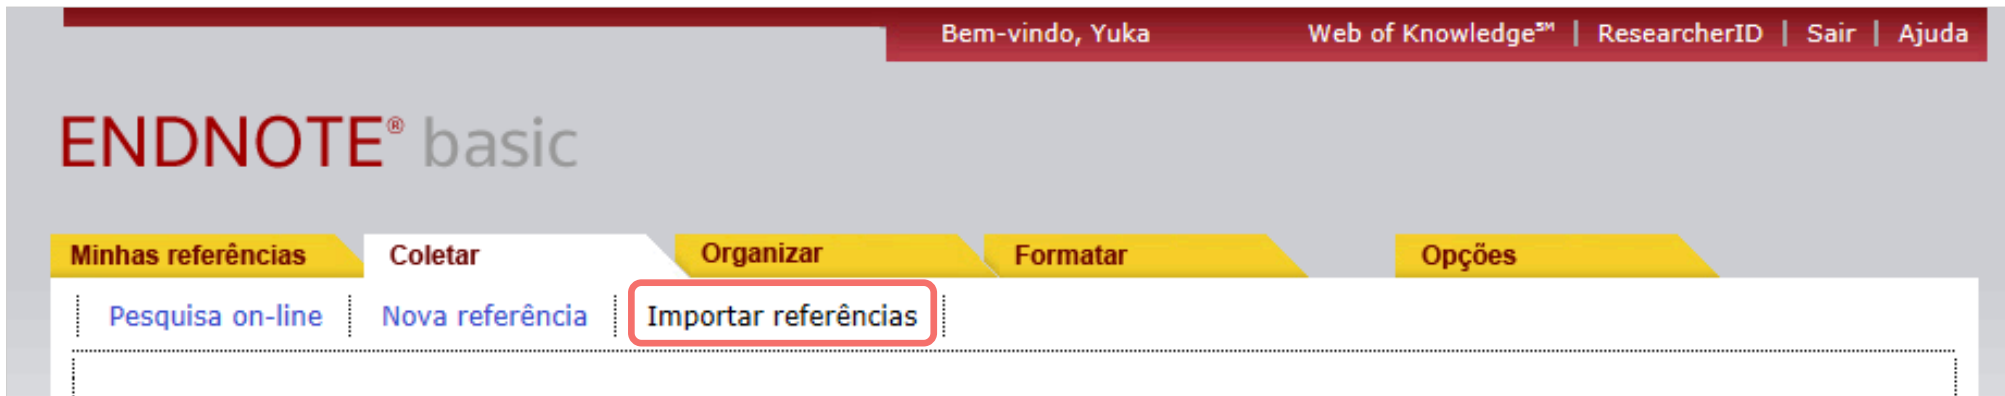 Bem-vindo, Yuka Web of Knowledge℠ | ResearcherID | Sair | Ajuda
ENDNOTE® basic
Minhas referências Coletar Organizar Formatar Opções
Pesquisa on-line Nova referência Importar referências